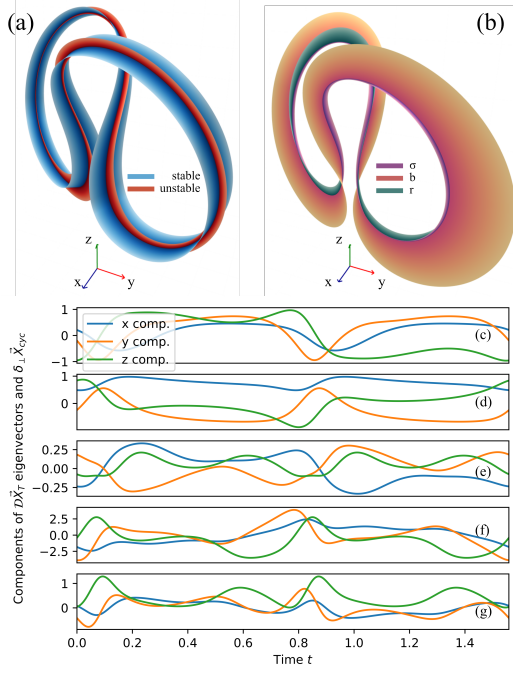 (a)
stable
unstable
z
x
y
(b)
σ
b
r
z
x
y
Components of 𝒟X⃗_T eigenvectors and δ_⊥X⃗_cyc
1
0
−1
x comp.
y comp.
z comp.
(c)
1
0
(d)
0.25
0.00
−0.25
(e)
2.5
0.0
−2.5
(f)
1
0
(g)
0.0 0.2 0.4 0.6 0.8 1.0 1.2 1.4
Time t